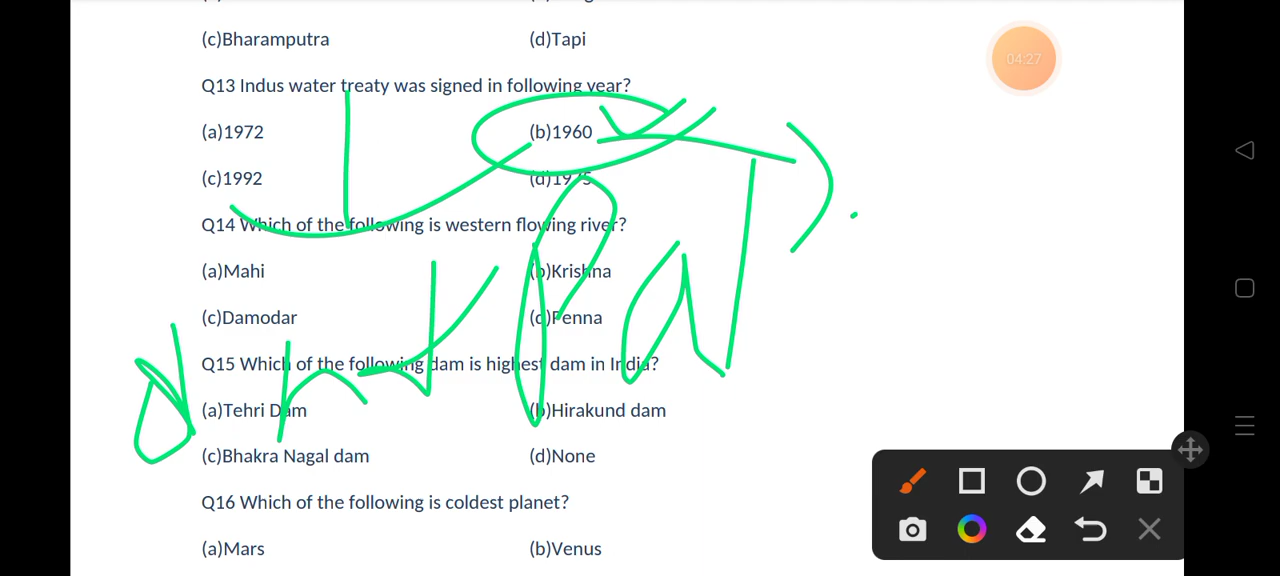 (c)Bharamputra (d)Tapi
04:27
Q13 Indus water treaty was signed in following year?
(a)1972 (b)1960
(c)1992 (d)1975
Q14 Which of the following is western flowing river?
(a)Mahi (b)Krishna
(c)Damodar (d)Penna
Q15 Which of the following dam is highest dam in India?
(a)Tehri Dam (b)Hirakund dam
(c)Bhakra Nagal dam (d)None
Q16 Which of the following is coldest planet?
(a)Mars (b)Venus